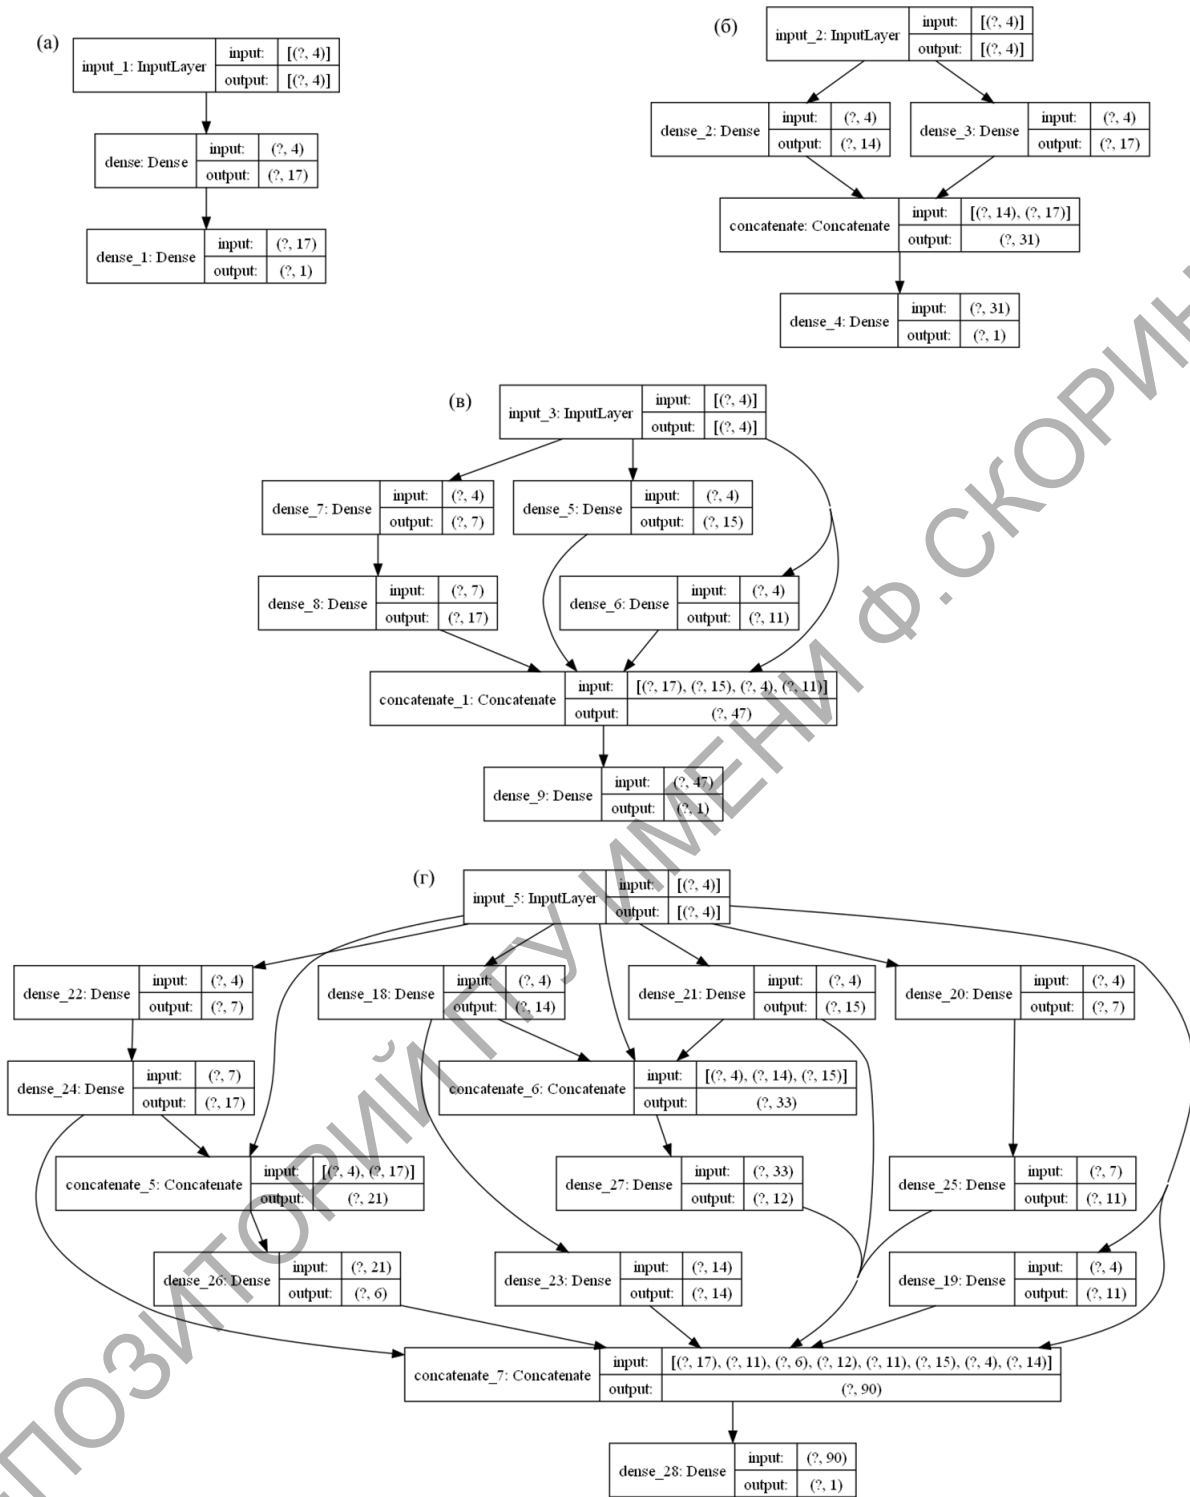 (а)
input_1: InputLayer
input: [(?, 4)]
output: [(?, 4)]
dense: Dense
input: (?, 4)
output: (?, 17)
dense_1: Dense
input: (?, 17)
output: (?, 1)
(б)
input_2: InputLayer
input: [(?, 4)]
output: [(?, 4)]
dense_2: Dense
input: (?, 4)
output: (?, 14)
dense_3: Dense
input: (?, 4)
output: (?, 17)
concatenate: Concatenate
input: [(?, 14), (?, 17)]
output: (?, 31)
dense_4: Dense
input: (?, 31)
output: (?, 1)
(в)
input_3: InputLayer
input: [(?, 4)]
output: [(?, 4)]
dense_7: Dense
input: (?, 4)
output: (?, 7)
dense_5: Dense
input: (?, 4)
output: (?, 15)
dense_8: Dense
input: (?, 7)
output: (?, 17)
dense_6: Dense
input: (?, 4)
output: (?, 11)
concatenate_1: Concatenate
input: [(?, 17), (?, 15), (?, 4), (?, 11)]
output: (?, 47)
dense_9: Dense
input: (?, 47)
output: (?, 1)
(г)
input_5: InputLayer
input: [(?, 4)]
output: [(?, 4)]
dense_22: Dense
input: (?, 4)
output: (?, 7)
dense_18: Dense
input: (?, 4)
output: (?, 14)
dense_21: Dense
input: (?, 4)
output: (?, 15)
dense_20: Dense
input: (?, 4)
output: (?, 7)
dense_24: Dense
input: (?, 7)
output: (?, 17)
concatenate_6: Concatenate
input: [(?, 4), (?, 14), (?, 15)]
output: (?, 33)
concatenate_5: Concatenate
input: [(?, 4), (?, 17)]
output: (?, 21)
dense_27: Dense
input: (?, 33)
output: (?, 12)
dense_25: Dense
input: (?, 7)
output: (?, 11)
dense_26: Dense
input: (?, 21)
output: (?, 6)
dense_23: Dense
input: (?, 14)
output: (?, 14)
dense_19: Dense
input: (?, 4)
output: (?, 11)
concatenate_7: Concatenate
input: [(?, 17), (?, 11), (?, 6), (?, 12), (?, 11), (?, 15), (?, 4), (?, 14)]
output: (?, 90)
dense_28: Dense
input: (?, 90)
output: (?, 1)
ПОЗИТОРИЙ ГГУ ИМЕНИ Ф.СКОРИН